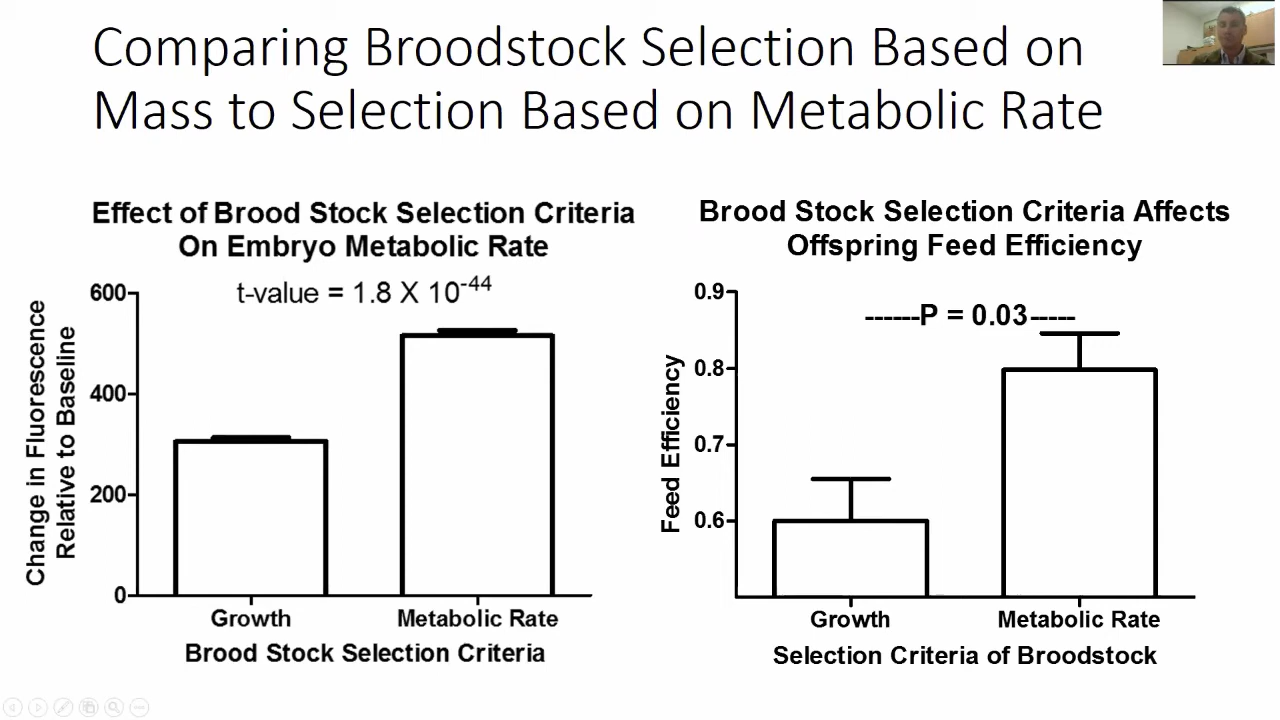 Comparing Broodstock Selection Based on
Mass to Selection Based on Metabolic Rate
Effect of Brood Stock Selection Criteria
On Embryo Metabolic Rate
t-value = 1.8 X 10-44
Change in Fluorescence
Relative to Baseline
600
400
200
0
Growth
Metabolic Rate
Brood Stock Selection Criteria
Brood Stock Selection Criteria Affects
Offspring Feed Efficiency
------P = 0.03-----
Feed Efficiency
0.9
0.8
0.7
0.6
Growth
Metabolic Rate
Selection Criteria of Broodstock